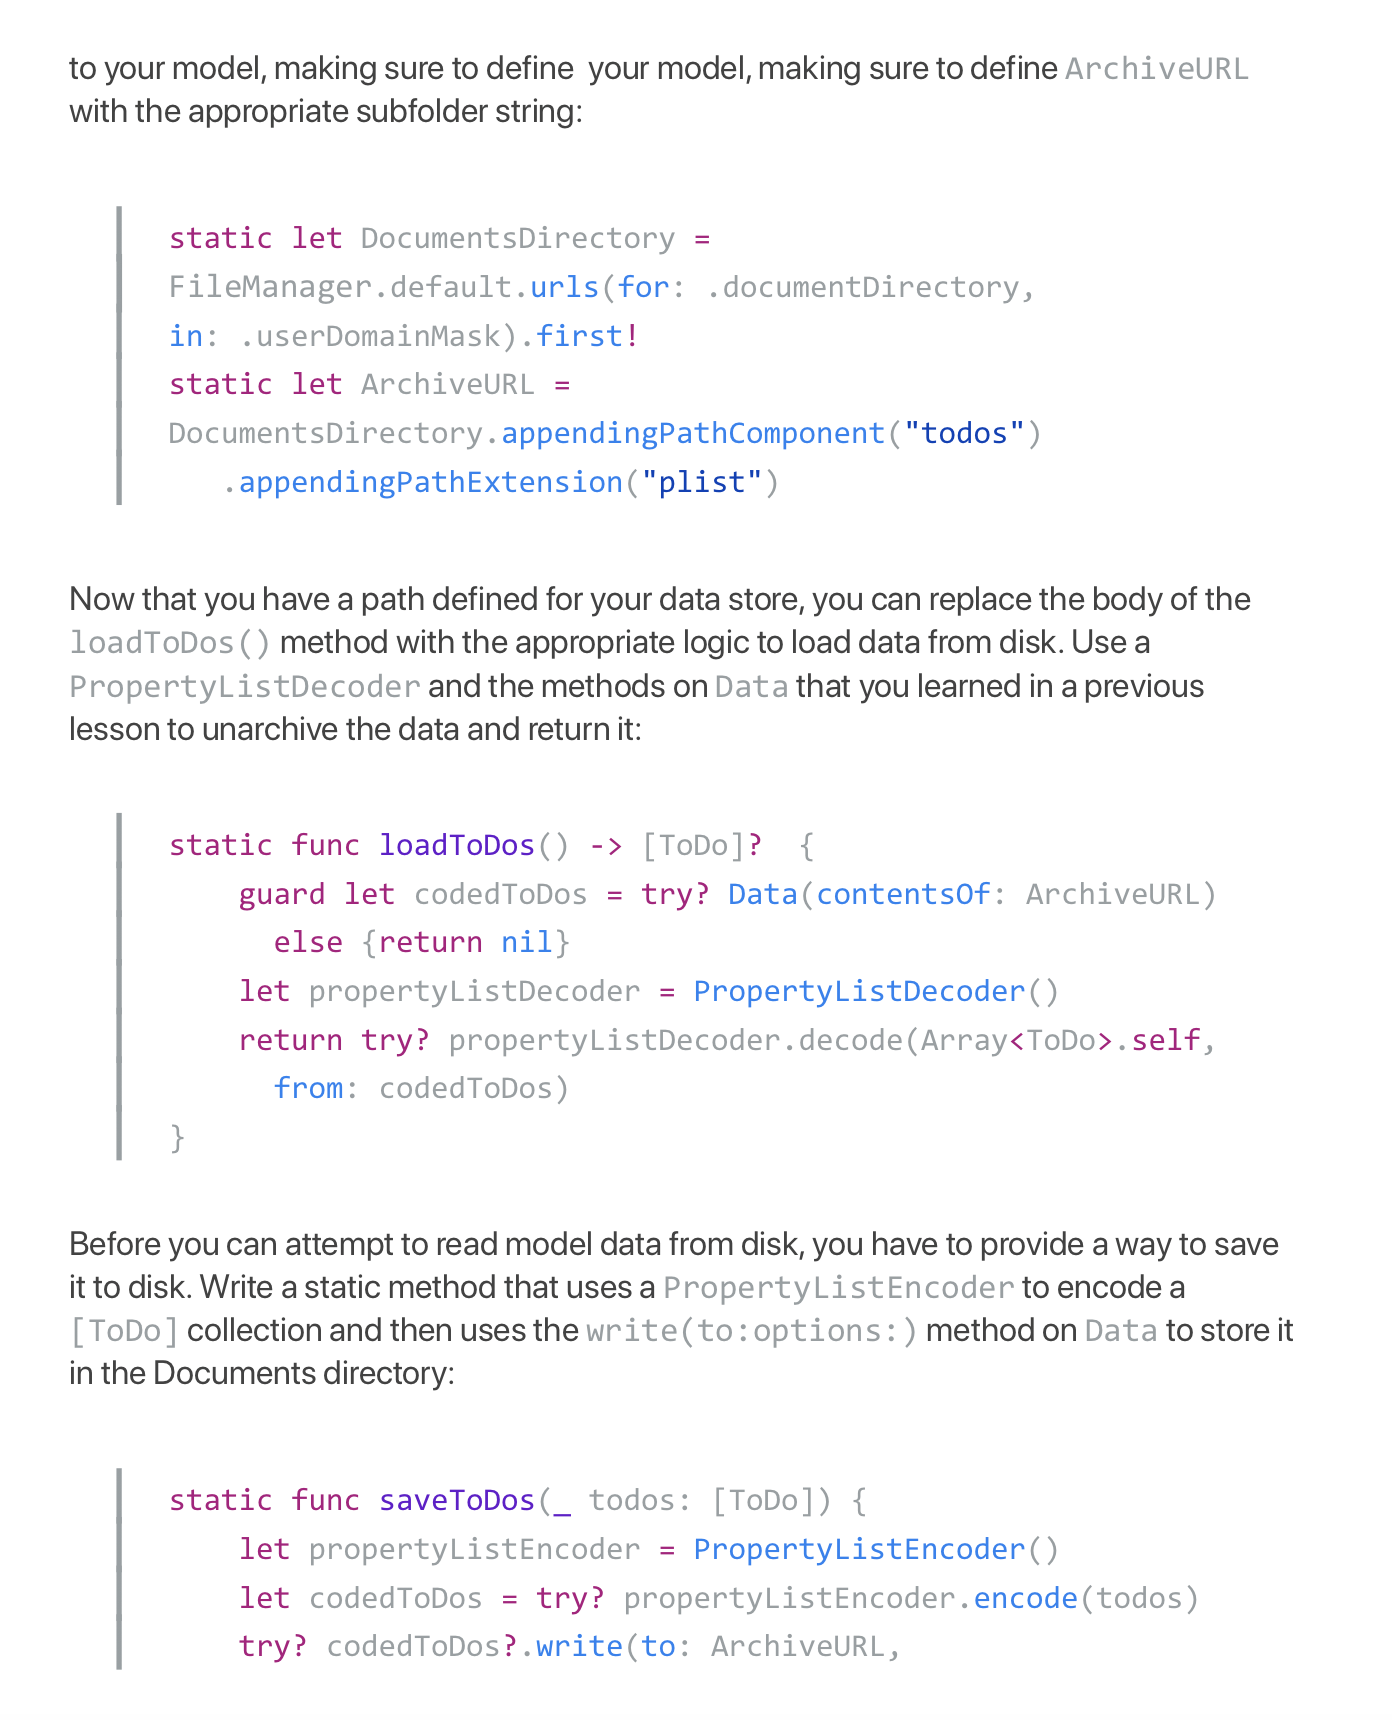 to your model, making sure to define  your model, making sure to define ArchiveURL
with the appropriate subfolder string:
static let DocumentsDirectory =
FileManager.default.urls(for: .documentDirectory,
in: .userDomainMask).first!
static let ArchiveURL =
DocumentsDirectory.appendingPathComponent("todos")
   .appendingPathExtension("plist")
Now that you have a path defined for your data store, you can replace the body of the
loadToDos() method with the appropriate logic to load data from disk. Use a
PropertyListDecoder and the methods on Data that you learned in a previous
lesson to unarchive the data and return it:
static func loadToDos() -> [ToDo]?  {
    guard let codedToDos = try? Data(contentsOf: ArchiveURL)
      else {return nil}
    let propertyListDecoder = PropertyListDecoder()
    return try? propertyListDecoder.decode(Array<ToDo>.self,
      from: codedToDos)
}
Before you can attempt to read model data from disk, you have to provide a way to save
it to disk. Write a static method that uses a PropertyListEncoder to encode a
[ToDo] collection and then uses the write(to:options:) method on Data to store it
in the Documents directory:
static func saveToDos(_ todos: [ToDo]) {
    let propertyListEncoder = PropertyListEncoder()
    let codedToDos = try? propertyListEncoder.encode(todos)
    try? codedToDos?.write(to: ArchiveURL,